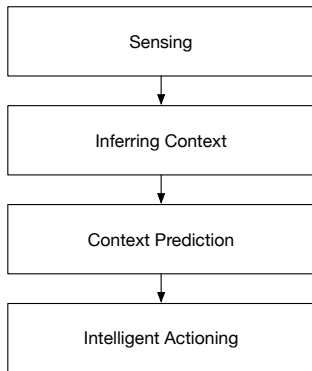 Sensing
Inferring Context
Context Prediction
Intelligent Actioning